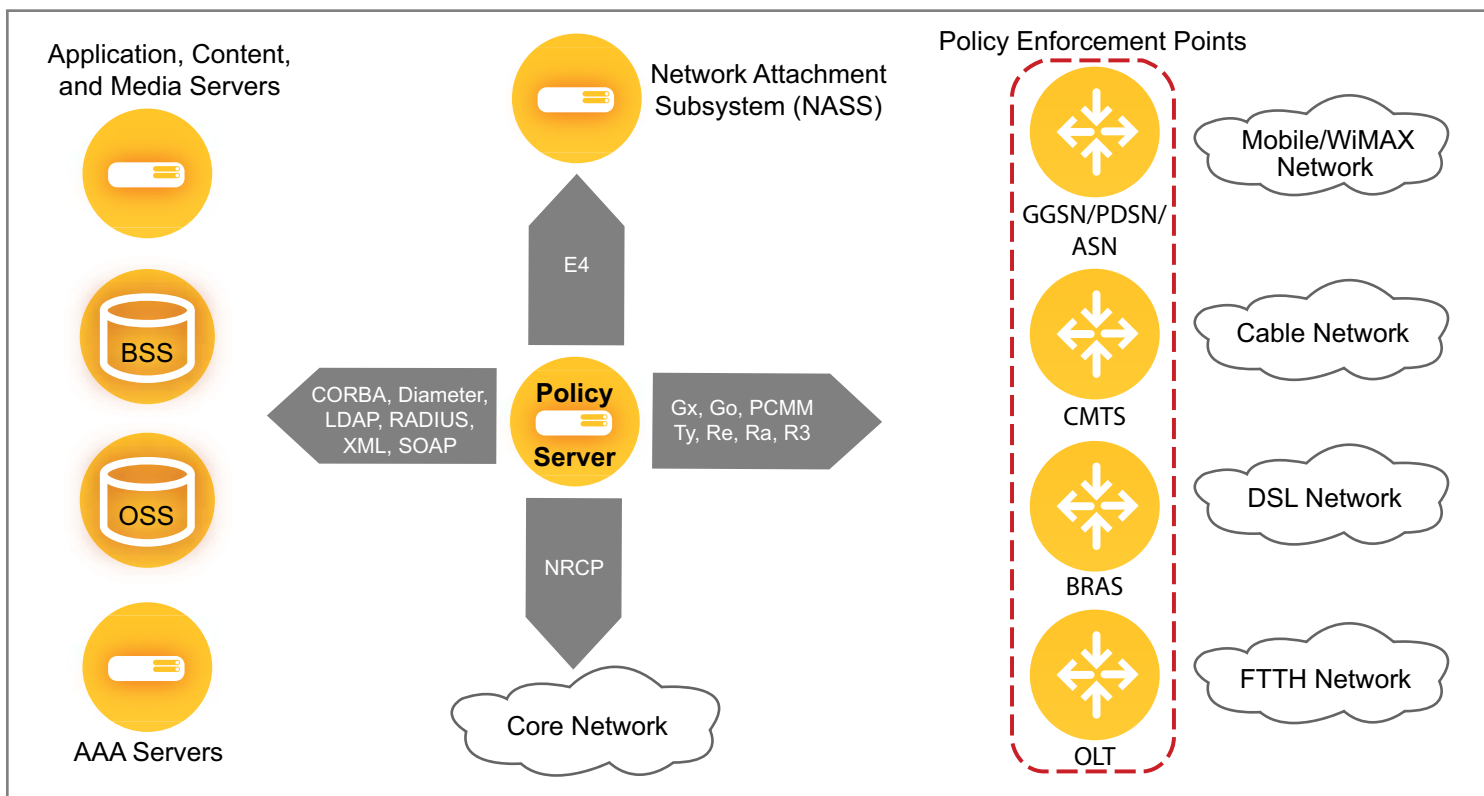 Application, Content,
and Media Servers
BSS
OSS
AAA Servers
Network Attachment
Subsystem (NASS)
E4
CORBA, Diameter,
LDAP, RADIUS,
XML, SOAP
Policy
Server
Gx, Go, PCMM
Ty, Re, Ra, R3
NRCP
Core Network
Policy Enforcement Points
GGSN/PDSN/
ASN
Mobile/WiMAX
Network
CMTS
Cable Network
BRAS
DSL Network
OLT
FTTH Network